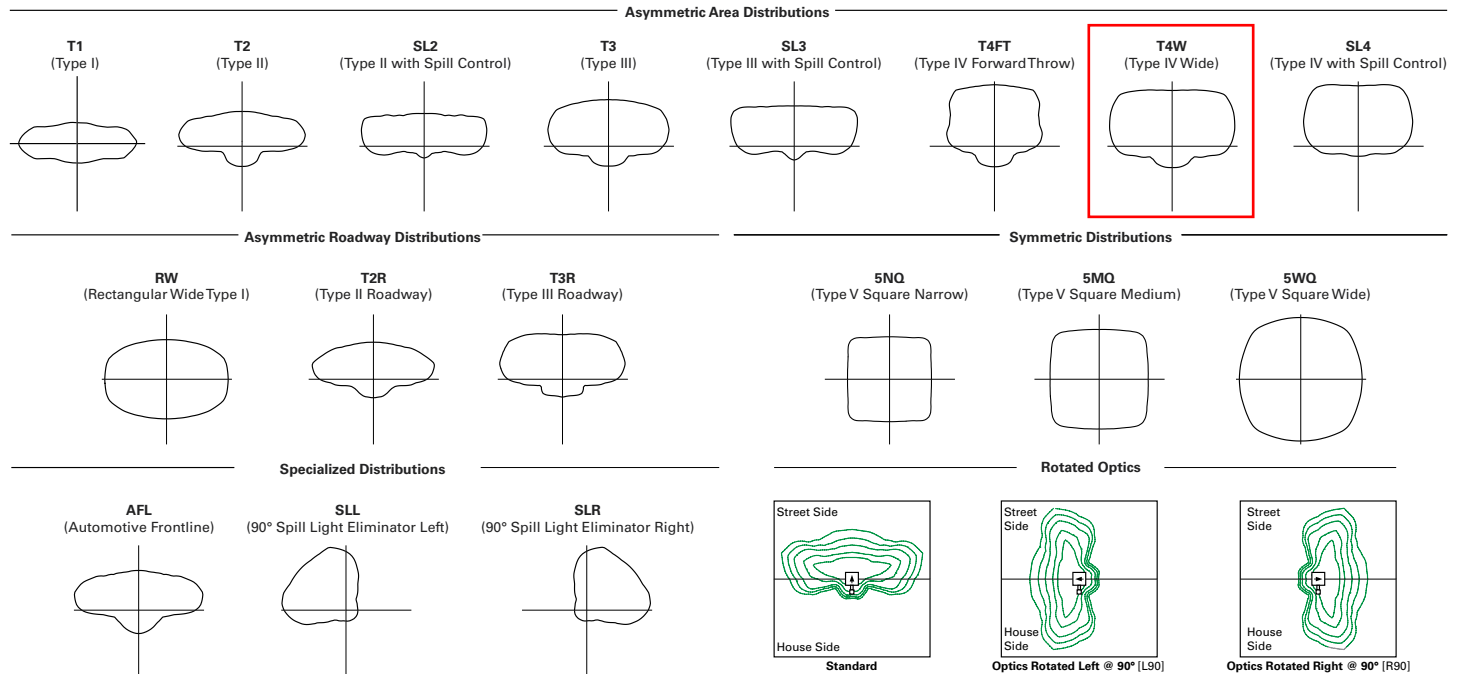 Asymmetric Area Distributions
T1
(Type I)
T2
(Type II)
SL2
(Type II with Spill Control)
T3
(Type III)
SL3
(Type III with Spill Control)
T4FT
(Type IV Forward Throw)
T4W
(Type IV Wide)
SL4
(Type IV with Spill Control)
Asymmetric Roadway Distributions
RW
(Rectangular Wide Type I)
T2R
(Type II Roadway)
T3R
(Type III Roadway)
Symmetric Distributions
5NQ
(Type V Square Narrow)
5MQ
(Type V Square Medium)
5WQ
(Type V Square Wide)
Specialized Distributions
AFL
(Automotive Frontline)
SLL
(90° Spill Light Eliminator Left)
SLR
(90° Spill Light Eliminator Right)
Rotated Optics
Street Side
House Side
Standard
Street
Side
House
Side
Optics Rotated Left @ 90° [L90]
Street
Side
House
Side
Optics Rotated Right @ 90° [R90]